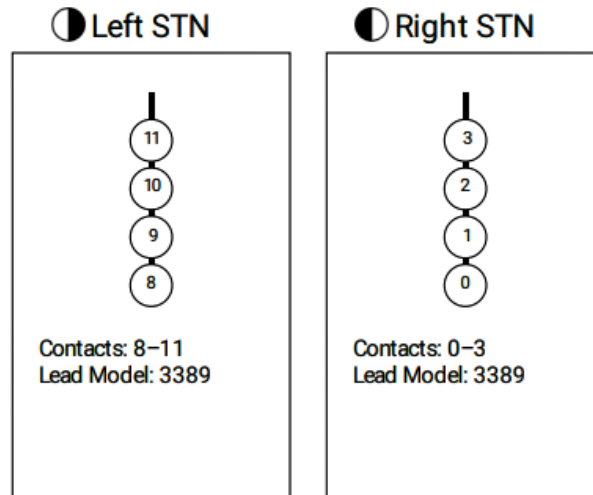 Left STN
11
10
9
8
Contacts: 8–11
Lead Model: 3389
Right STN
3
2
1
0
Contacts: 0–3
Lead Model: 3389